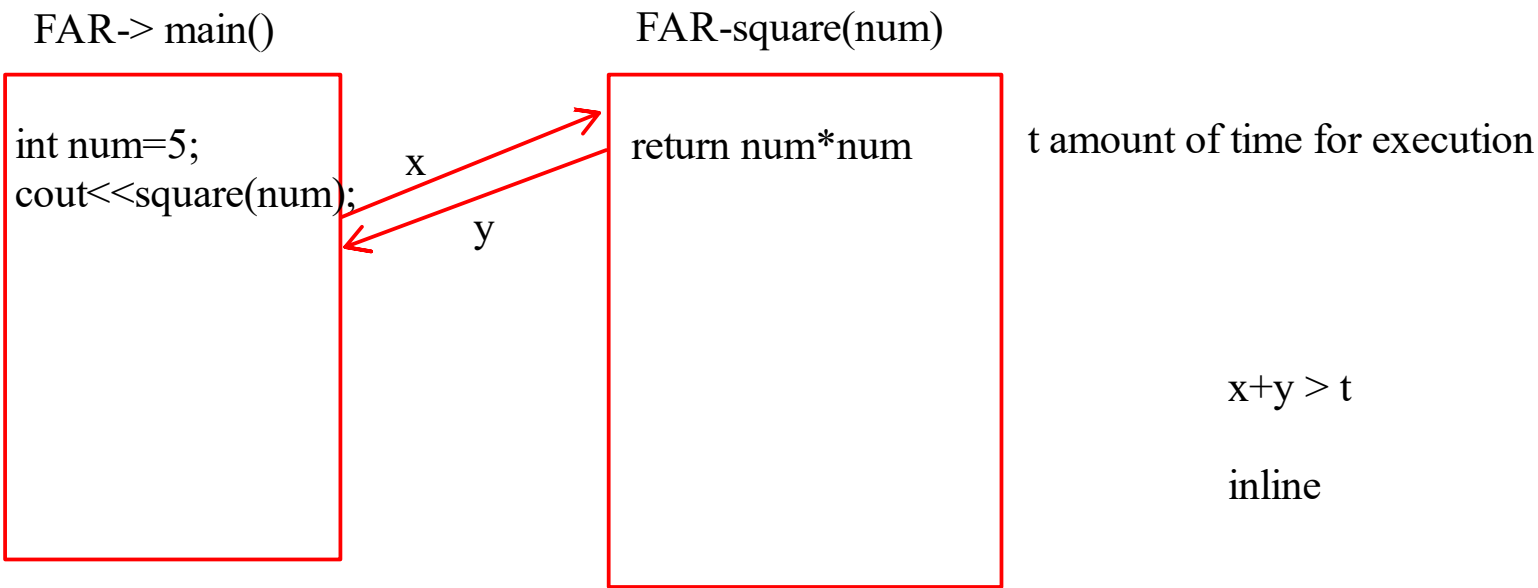 FAR-> main()
FAR-square(num)
int num=5;
cout<<square(num);
x
y
return num*num
t amount of time for execution
x+y > t
inline